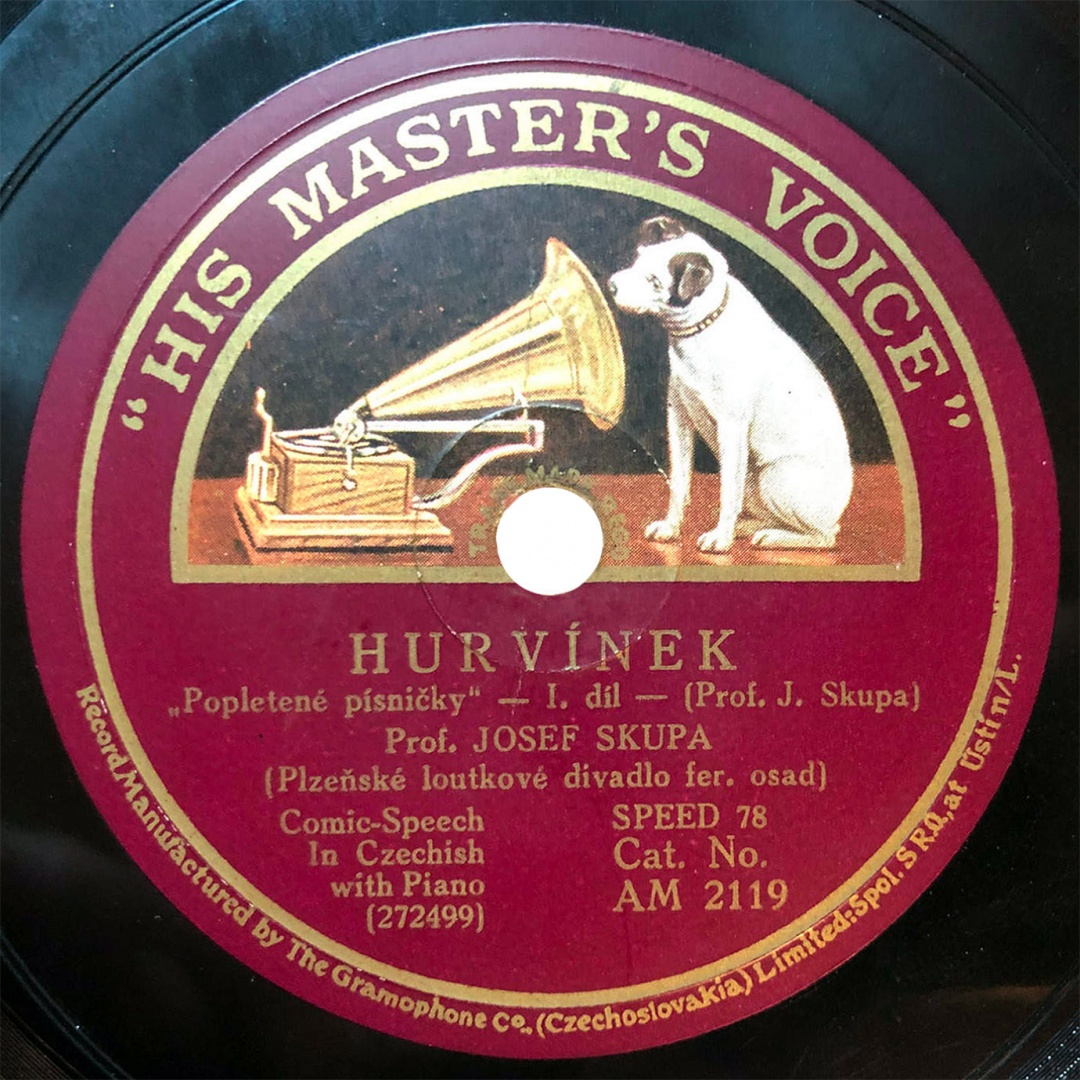 “HIS MASTER'S VOICE”
TRADE MARK
HURVÍNEK
„Popletené písničky“ — I. díl — (Prof. J. Skupa)
Prof. JOSEF SKUPA
(Plzeňské loutkové divadlo fer. osad)
Comic-Speech
In Czechish
with Piano
(272499)
SPEED 78
Cat. No.
AM 2119
Record Manufactured by The Gramophone Co., (Czechoslovakia) Limited: Spol. S R.O., at Ústí n/L.